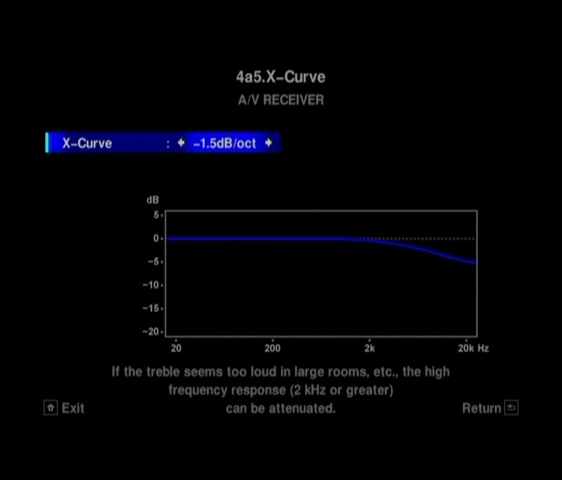 4a5.X-Curve
A/V RECEIVER
X-Curve : -1.5dB/oct
dB
5
0
-5
-10
-15
-20
20 200 2k 20k Hz
If the treble seems too loud in large rooms, etc., the high
frequency response (2 kHz or greater)
can be attenuated.
Exit
Return